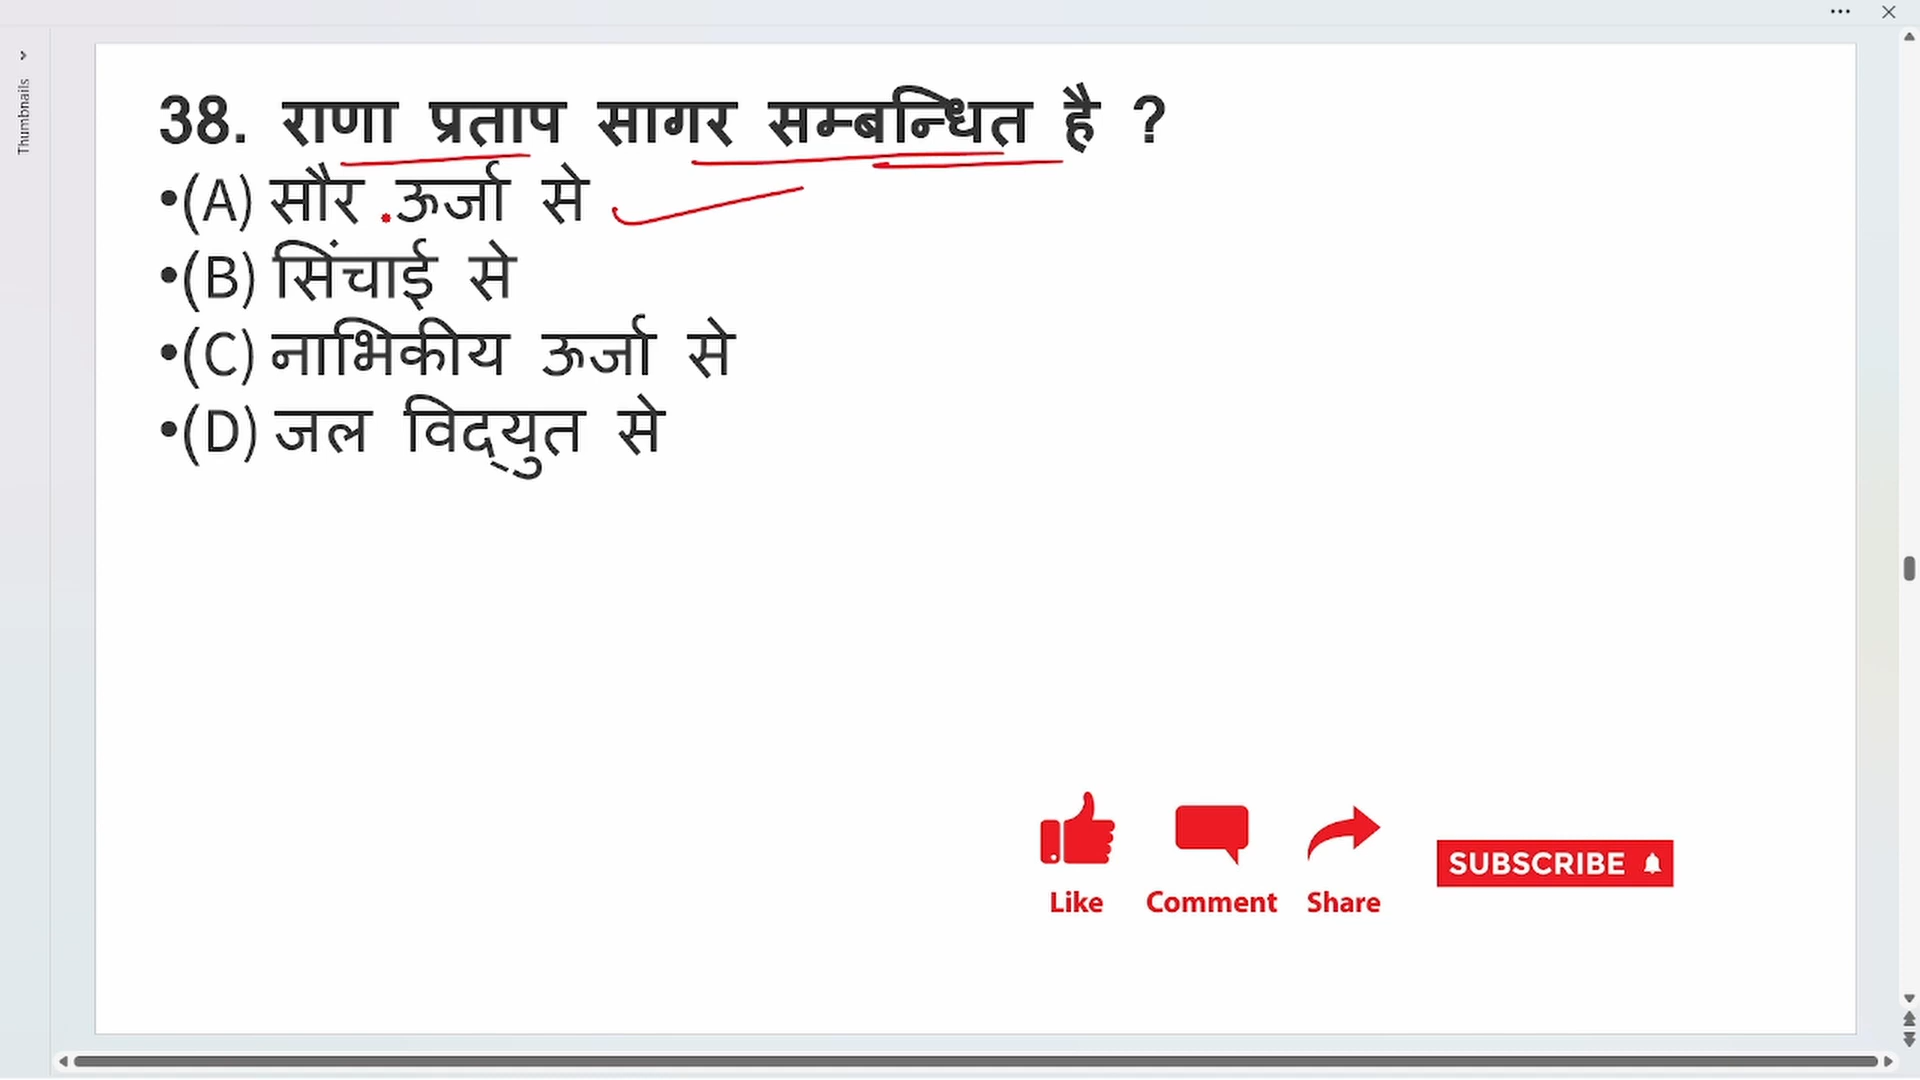 Thumbnails
38. राणा प्रताप सागर सम्बन्धित है ?
•(A) सौर ऊर्जा से
•(B) सिंचाई से
•(C) नाभिकीय ऊर्जा से
•(D) जल विद्युत से
Like Comment Share SUBSCRIBE